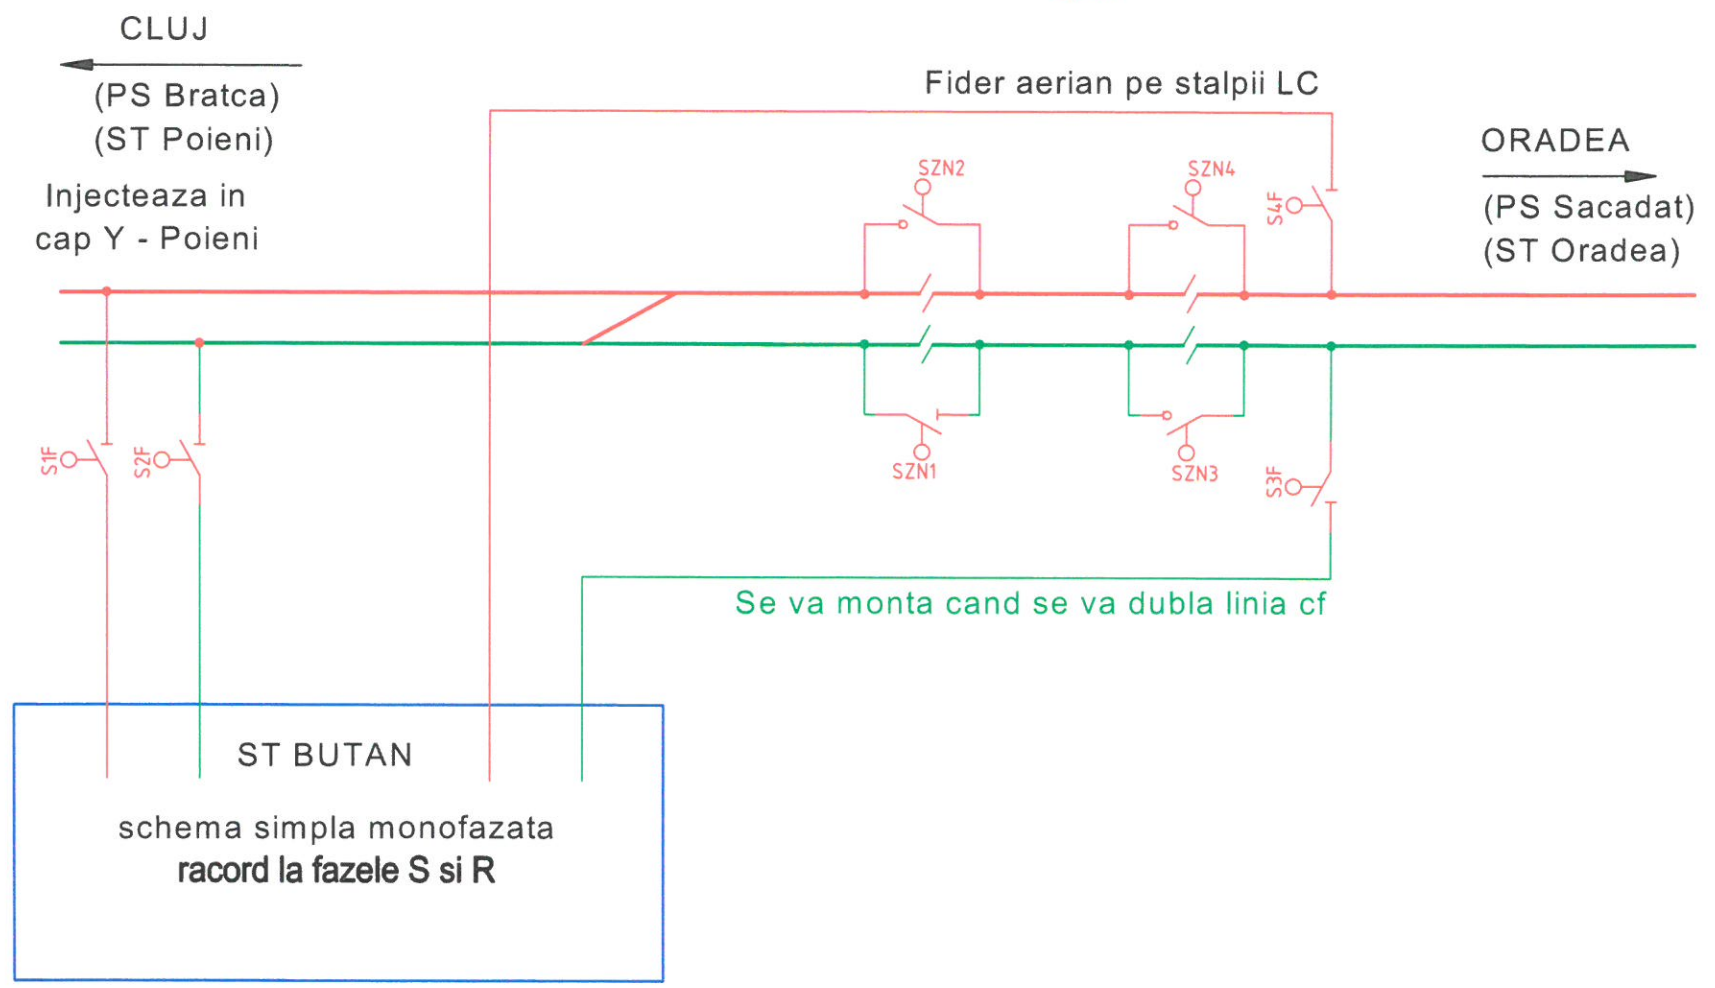 CLUJ
(PS Bratca)
(ST Poieni)
Injecteaza in
cap Y - Poieni
Fider aerian pe stalpii LC
ORADEA
(PS Sacadat)
(ST Oradea)
SZN2
SZN4
S4F
S1F
S2F
SZN1
SZN3
S3F
Se va monta cand se va dubla linia cf
ST BUTAN
schema simpla monofazata
racord la fazele S si R